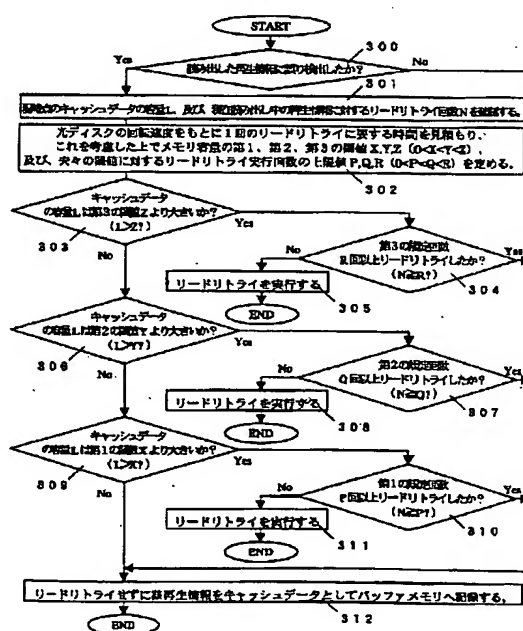 START
300
Yes
読み出した再生情報に誤り検出したか?
No
301
現時点のキャッシュデータの容量L、及び、現在読み出し中の再生情報に対するリードリトライ回数Nを確認する。
光ディスクの回転速度をもとに1回のリードリトライに要する時間を見積もり、
これを考慮した上でメモリ容量の第1、第2、第3の閾値X,Y,Z(0<X<Y<Z)、
及び、夫々の閾値に対するリードリトライ実行回数の上限値P,Q,R(0<P<Q<R)を定める。
302
キャッシュデータ
の容量Lは第3の閾値Zより大きいか?
(L>Z?)
Yes
303
No
第3の規定回数
R回以上リードリトライしたか?
(N≧R?)
Yes
No
304
リードリトライを実行する
305
END
キャッシュデータ
の容量Lは第2の閾値Yより大きいか?
(L>Y?)
Yes
306
No
第2の規定回数
Q回以上リードリトライしたか?
(N≧Q?)
Yes
No
307
リードリトライを実行する
308
END
キャッシュデータ
の容量Lは第1の閾値Xより大きいか?
(L>X?)
Yes
309
No
第1の規定回数
P回以上リードリトライしたか?
(N≧P?)
Yes
No
310
リードリトライを実行する
311
END
リードリトライせずに該再生情報をキャッシュデータとしてバッファメモリへ記録する。
312
END